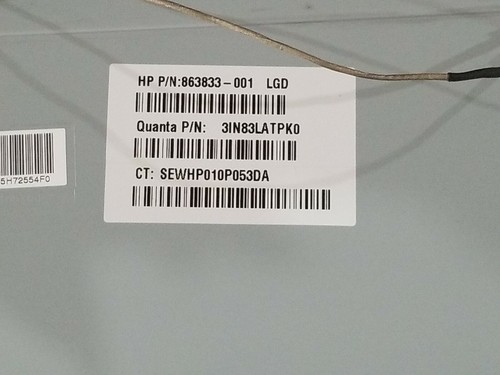 HP P/N:863833-001 LGD
Quanta P/N: 3IN83LATPK0
CT: SEWHP010P053DA
5H72554F0